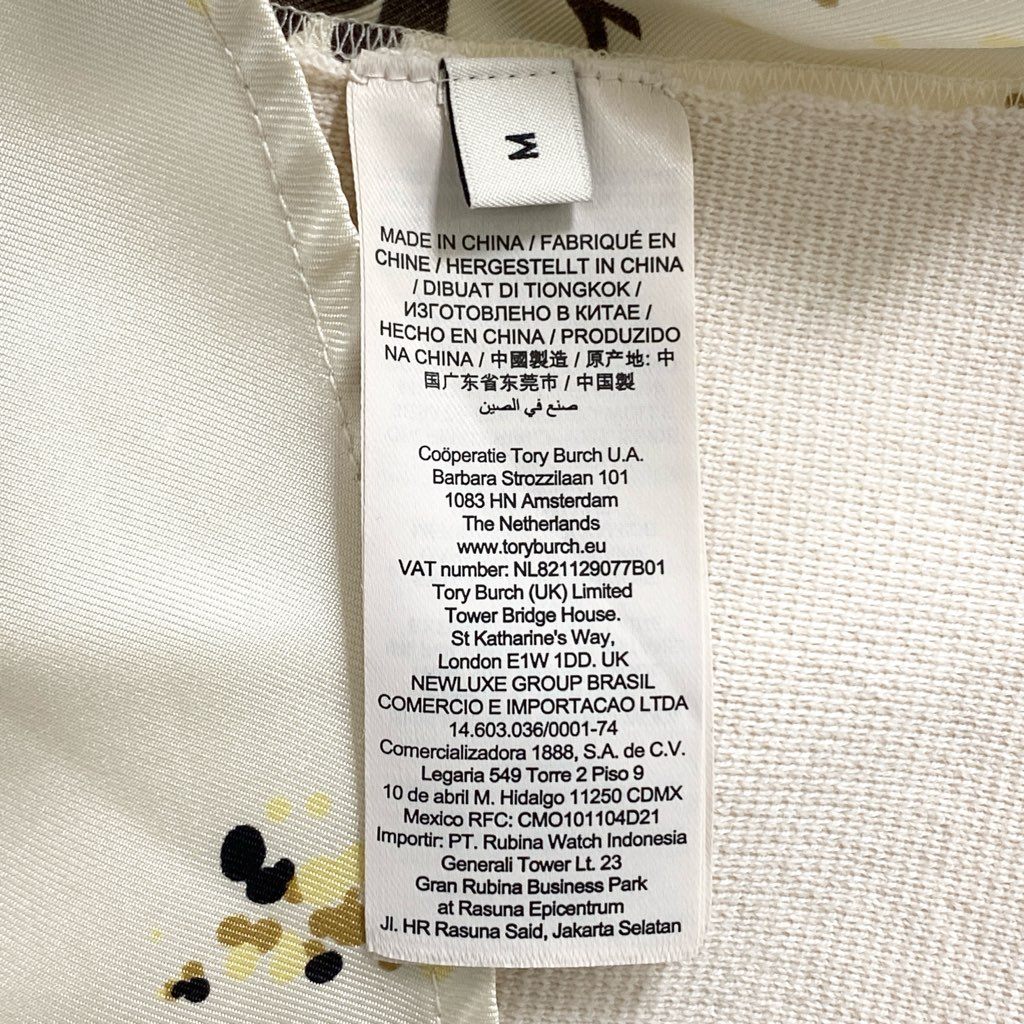 M
MADE IN CHINA / FABRIQUÉ EN
CHINE / HERGESTELLT IN CHINA
/ DIBUAT DI TIONGKOK /
ИЗГОТОВЛЕНО В КИТАЕ /
HECHO EN CHINA / PRODUZIDO
NA CHINA / 中國製造 / 原产地: 中
国广东省东莞市 / 中国製
صنع في الصين
Coöperatie Tory Burch U.A.
Barbara Strozzilaan 101
1083 HN Amsterdam
The Netherlands
www.toryburch.eu
VAT number: NL821129077B01
Tory Burch (UK) Limited
Tower Bridge House.
St Katharine's Way,
London E1W 1DD. UK
NEWLUXE GROUP BRASIL
COMERCIO E IMPORTACAO LTDA
14.603.036/0001-74
Comercializadora 1888, S.A. de C.V.
Legaria 549 Torre 2 Piso 9
10 de abril M. Hidalgo 11250 CDMX
Mexico RFC: CMO101104D21
Importir: PT. Rubina Watch Indonesia
Generali Tower Lt. 23
Gran Rubina Business Park
at Rasuna Epicentrum
Jl. HR Rasuna Said, Jakarta Selatan